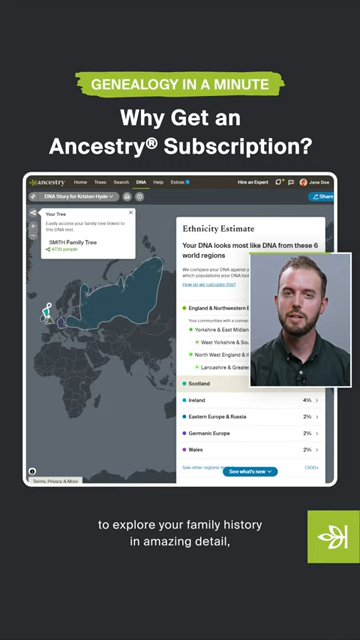 GENEALOGY IN A MINUTE
Why Get an
Ancestry® Subscription?
ancestry Home Trees Search DNA Help Extras Hire an Expert Jane Doe
DNA Story for Kristen Hyde
Share
Your Tree
Easily access your family tree linked to
this DNA test.
SMITH Family Tree
4739 people
Ethnicity Estimate
Your DNA looks most like DNA from these 6
world regions
We compare your DNA against a
which populations your DNA loo
How do we calculate this?
England & Northwestern E
Your communities with a connec
Yorkshire & East Midlan
West Yorkshire & Sou
North West England &
Lancashire & Greate
Scotland
Ireland 4%
Eastern Europe & Russia 2%
Germanic Europe 2%
Wales 2%
See other regions 1,500+
See what's new
Terms, Privacy & More
to explore your family history
in amazing detail,